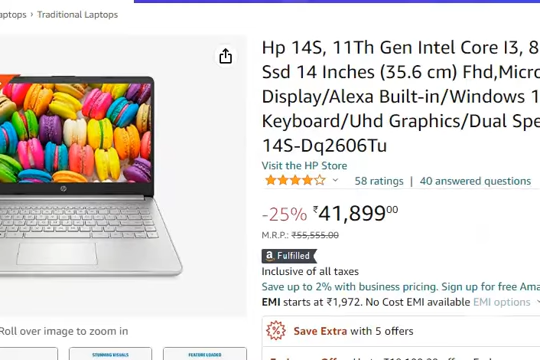 aptops › Traditional Laptops
Hp 14S, 11Th Gen Intel Core I3, 8
Ssd 14 Inches (35.6 cm) Fhd,Micro
Display/Alexa Built-in/Windows 1
Keyboard/Uhd Graphics/Dual Spe
14S-Dq2606Tu
Visit the HP Store
58 ratings | 40 answered questions
-25% ₹41,899⁰⁰
M.R.P.: ₹55,555.00
a Fulfilled
Inclusive of all taxes
Save up to 2% with business pricing. Sign up for free Ama
EMI starts at ₹1,972. No Cost EMI available EMI options
Roll over image to zoom in
Save Extra with 5 offers
STUNNING VISUALS
FEATURE LOADED